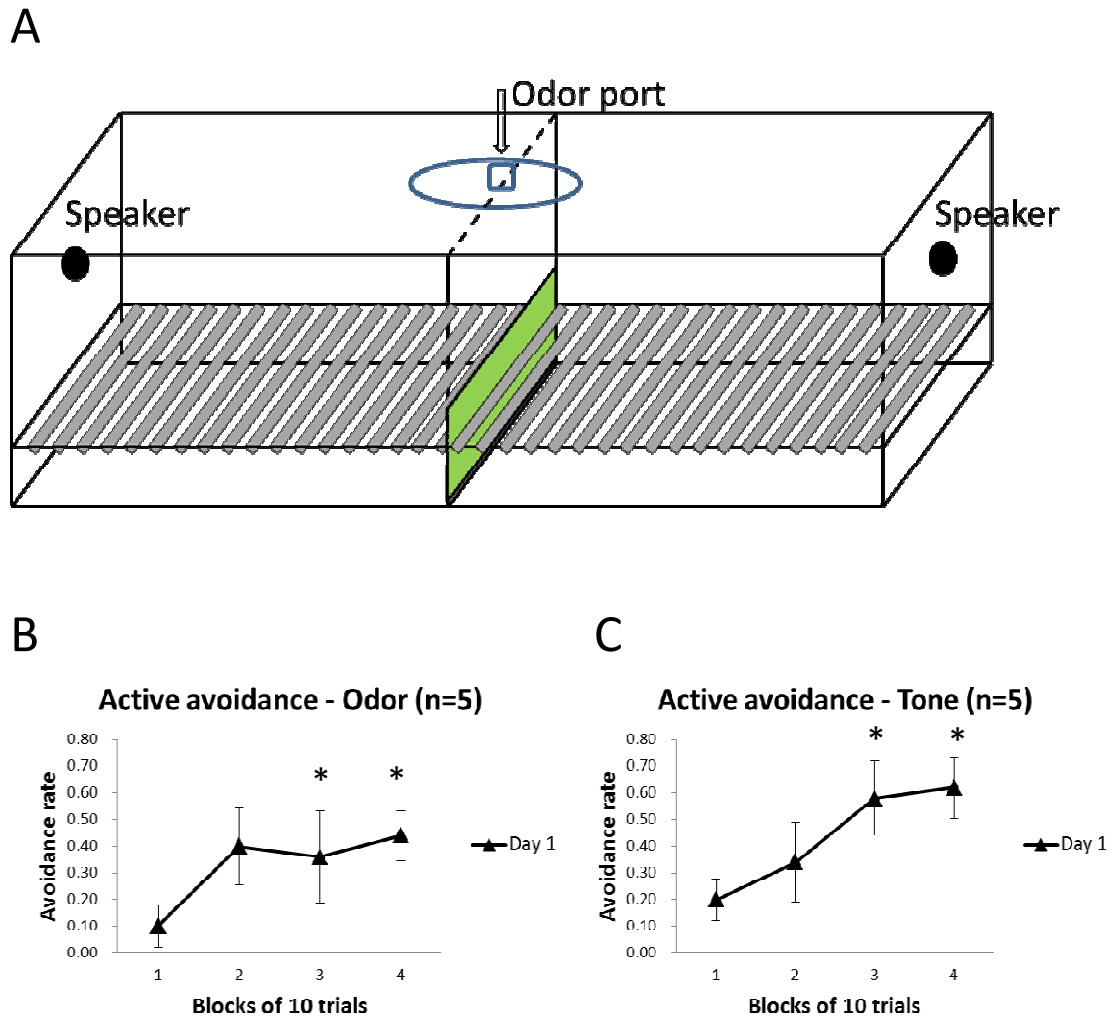 A
Odor port
Speaker
Speaker
B
Active avoidance - Odor (n=5)
Avoidance rate
0.80
0.70
0.60
0.50
0.40
0.30
0.20
0.10
0.00
* *
Day 1
1 2 3 4
Blocks of 10 trials
C
Active avoidance - Tone (n=5)
Avoidance rate
0.80
0.70
0.60
0.50
0.40
0.30
0.20
0.10
0.00
* *
Day 1
1 2 3 4
Blocks of 10 trials